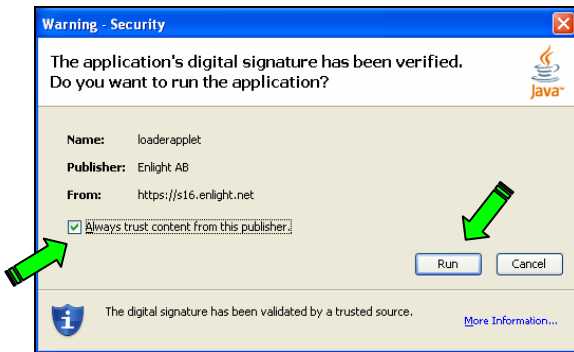 Warning - Security
The application's digital signature has been verified.
Do you want to run the application?
Java™
Name: loaderapplet
Publisher: Enlight AB
From: https://s16.enlight.net
Always trust content from this publisher.
Run Cancel
The digital signature has been validated by a trusted source.
More Information...